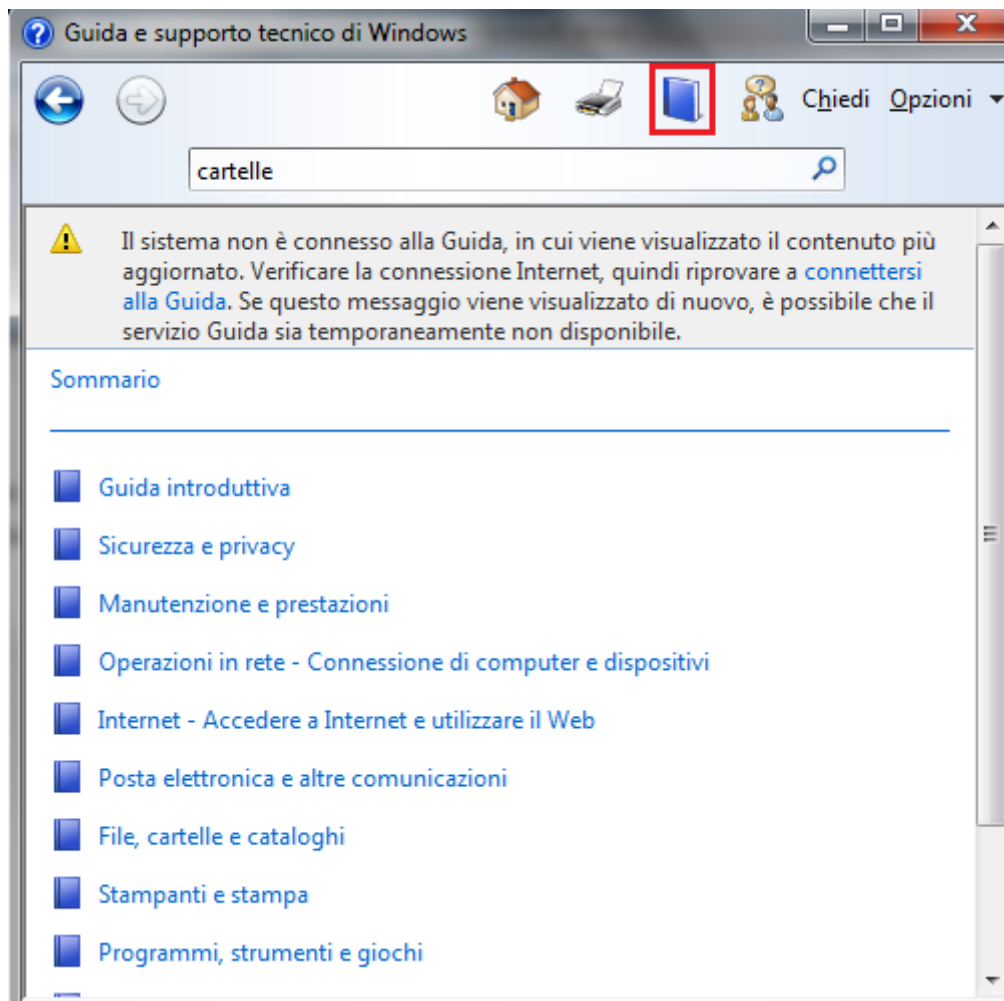 Guida e supporto tecnico di Windows
Chiedi Opzioni
cartelle
Il sistema non è connesso alla Guida, in cui viene visualizzato il contenuto più
aggiornato. Verificare la connessione Internet, quindi riprovare a connettersi
alla Guida. Se questo messaggio viene visualizzato di nuovo, è possibile che il
servizio Guida sia temporaneamente non disponibile.
Sommario
Guida introduttiva
Sicurezza e privacy
Manutenzione e prestazioni
Operazioni in rete - Connessione di computer e dispositivi
Internet - Accedere a Internet e utilizzare il Web
Posta elettronica e altre comunicazioni
File, cartelle e cataloghi
Stampanti e stampa
Programmi, strumenti e giochi